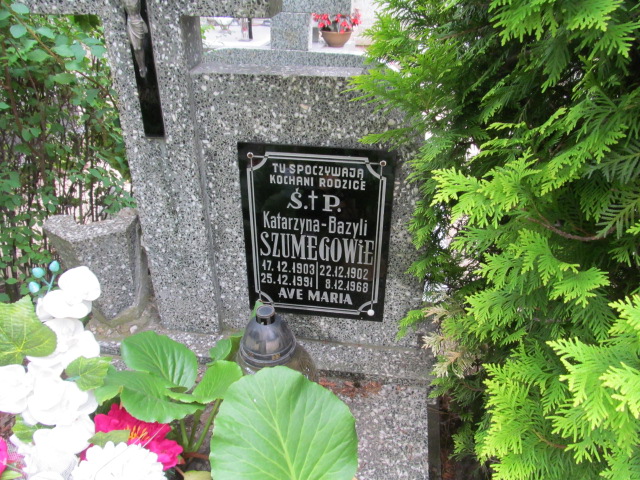 TU SPOCZYWAJĄ
KOCHANI RODZICE
Ś.†P.
Katarzyna-Bazyli
SZUMEGOWIE
17.12.1903 22.12.1902
25.12.1991 8.12.1968
AVE MARIA